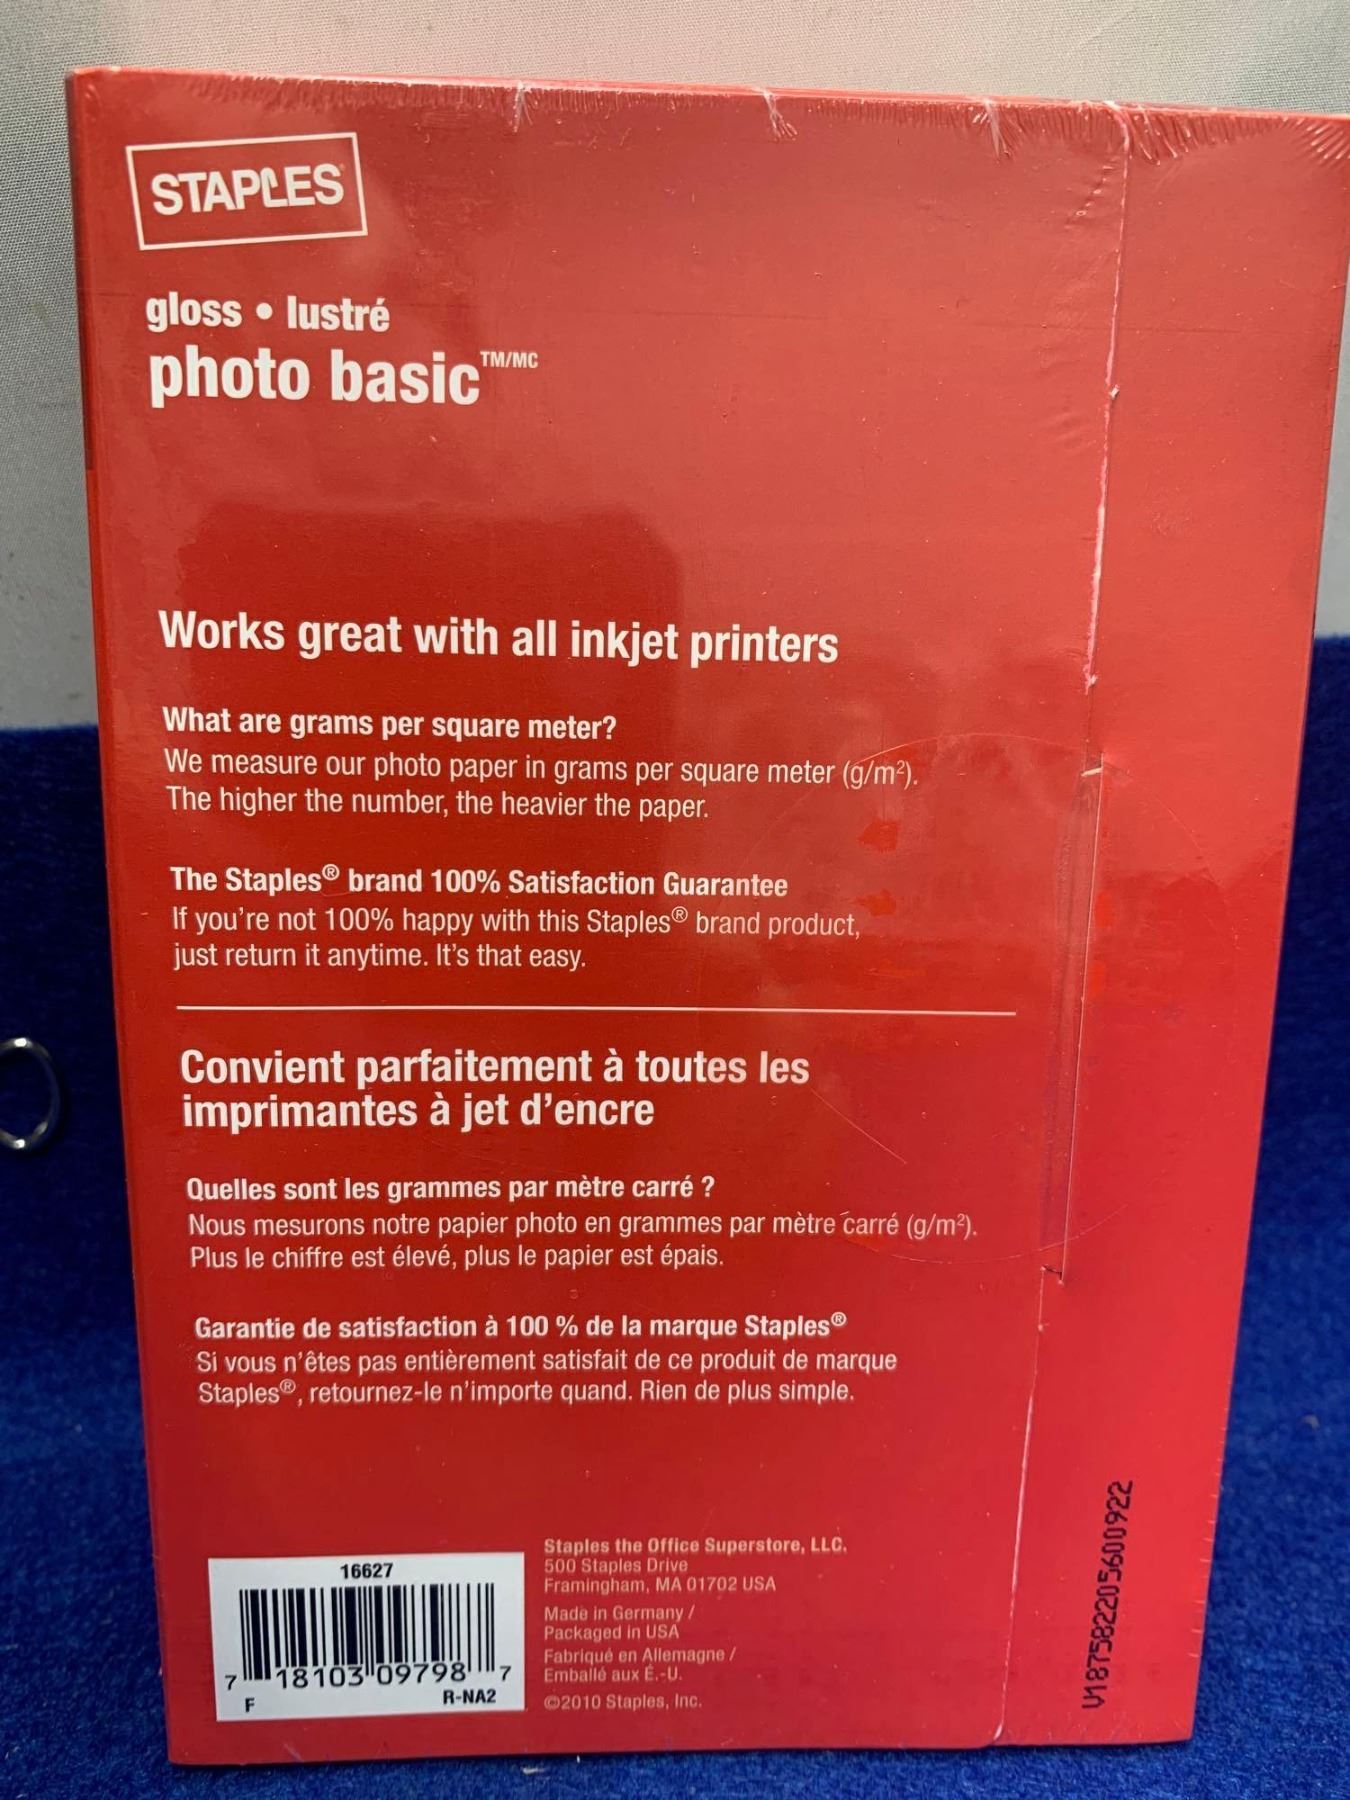 STAPLES
gloss • lustré
photo basic™/MC
Works great with all inkjet printers
What are grams per square meter?
We measure our photo paper in grams per square meter (g/m²).
The higher the number, the heavier the paper.
The Staples® brand 100% Satisfaction Guarantee
If you're not 100% happy with this Staples® brand product,
just return it anytime. It's that easy.
Convient parfaitement à toutes les
imprimantes à jet d'encre
Quelles sont les grammes par mètre carré ?
Nous mesurons notre papier photo en grammes par mètre carré (g/m²).
Plus le chiffre est élevé, plus le papier est épais.
Garantie de satisfaction à 100 % de la marque Staples®
Si vous n'êtes pas entièrement satisfait de ce produit de marque
Staples®, retournez-le n'importe quand. Rien de plus simple.
16627
7 18103 09798 7
F R-NA2
Staples the Office Superstore, LLC.
500 Staples Drive
Framingham, MA 01702 USA
Made in Germany /
Packaged in USA
Fabriqué en Allemagne /
Emballé aux É.-U.
©2010 Staples, Inc.
V187582205600922